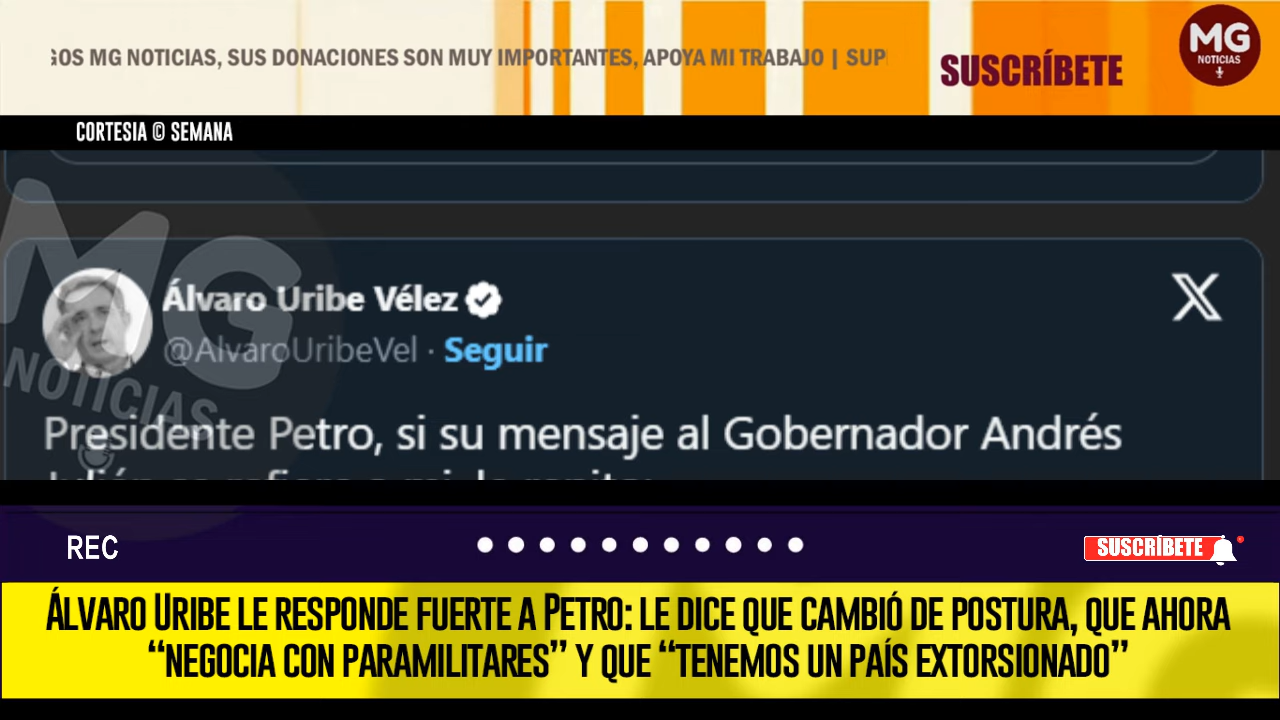 GOS MG NOTICIAS, SUS DONACIONES SON MUY IMPORTANTES, APOYA MI TRABAJO | SUP
SUSCRÍBETE
MG
NOTICIAS
CORTESIA © SEMANA
MG
NOTICIAS
Álvaro Uribe Vélez
@AlvaroUribeVel · Seguir
Presidente Petro, si su mensaje al Gobernador Andrés
REC
SUSCRÍBETE
ÁLVARO URIBE LE RESPONDE FUERTE A PETRO: LE DICE QUE CAMBIÓ DE POSTURA, QUE AHORA
“NEGOCIA CON PARAMILITARES” Y QUE “TENEMOS UN PAÍS EXTORSIONADO”